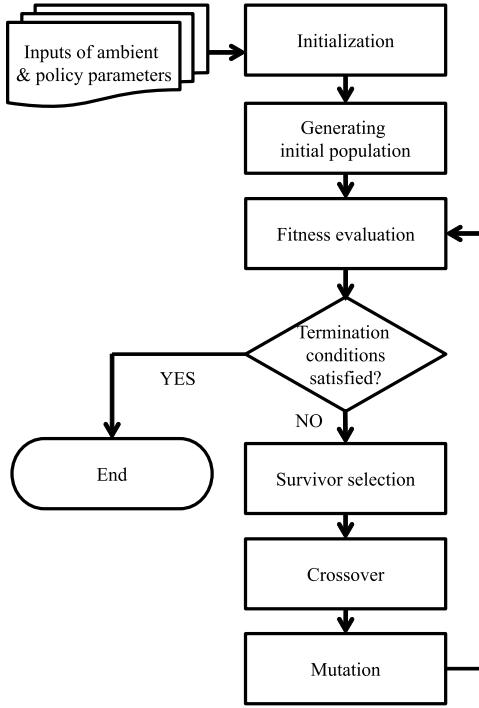 Inputs of ambient
& policy parameters
Initialization
Generating
initial population
Fitness evaluation
Termination
conditions
satisfied?
YES
NO
End
Survivor selection
Crossover
Mutation